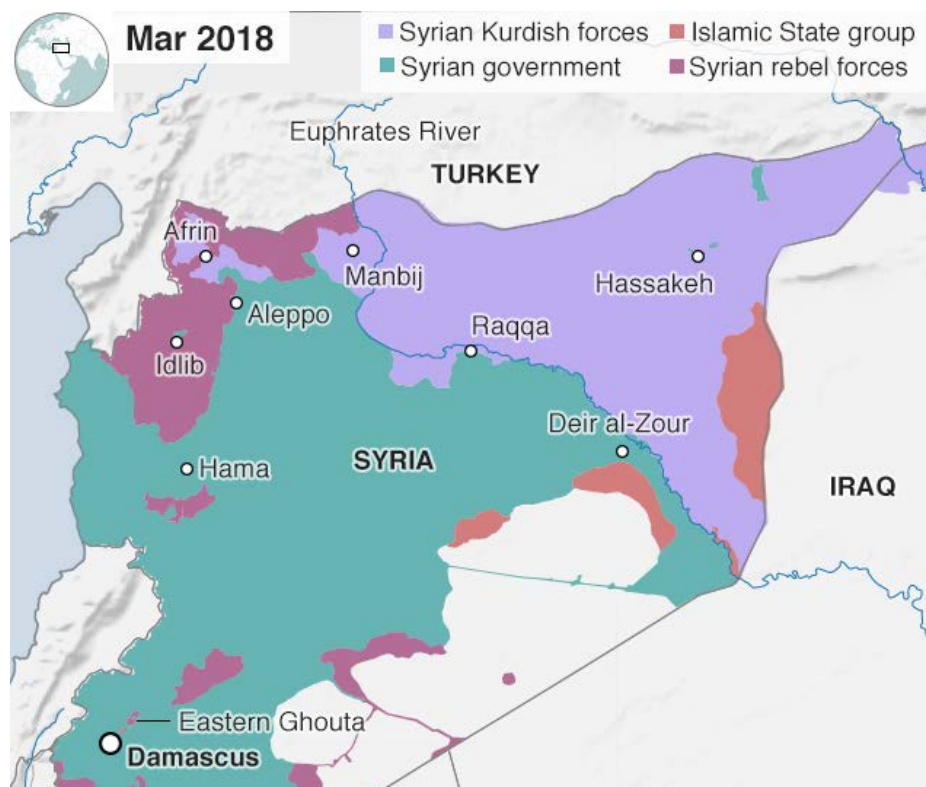 Mar 2018
Syrian Kurdish forces
Islamic State group
Syrian government
Syrian rebel forces
Euphrates River
TURKEY
Afrin
Manbij
Hassakeh
Aleppo
Raqqa
Idlib
Deir al-Zour
Hama
SYRIA
IRAQ
Eastern Ghouta
Damascus